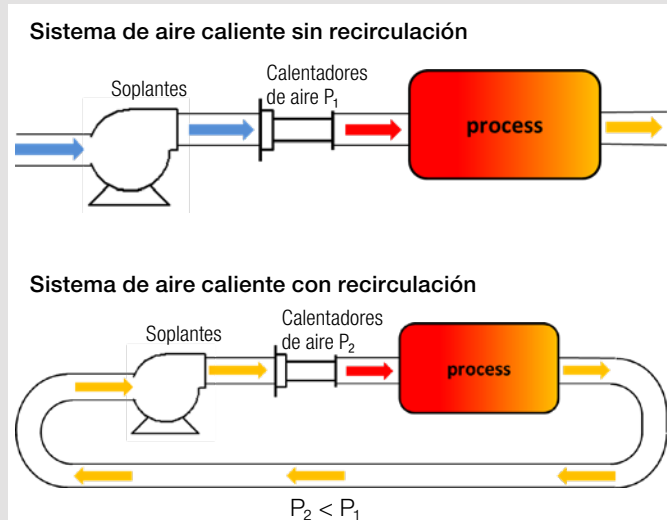 Sistema de aire caliente sin recirculación
Soplantes
Calentadores
de aire P₁
process
Sistema de aire caliente con recirculación
Soplantes
Calentadores
de aire P₂
process
P₂ < P₁